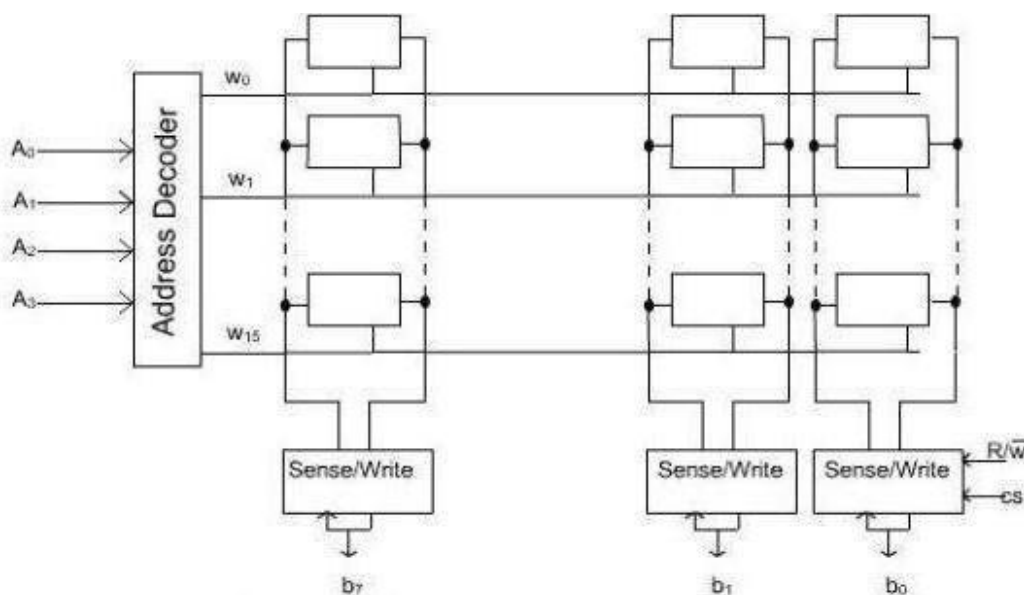 w₀
A₀
w₁
A₁
A₂
A₃
Address Decoder
w₁₅
Sense/Write Sense/Write Sense/Write
R/w̅
cs
b₇ b₁ b₀